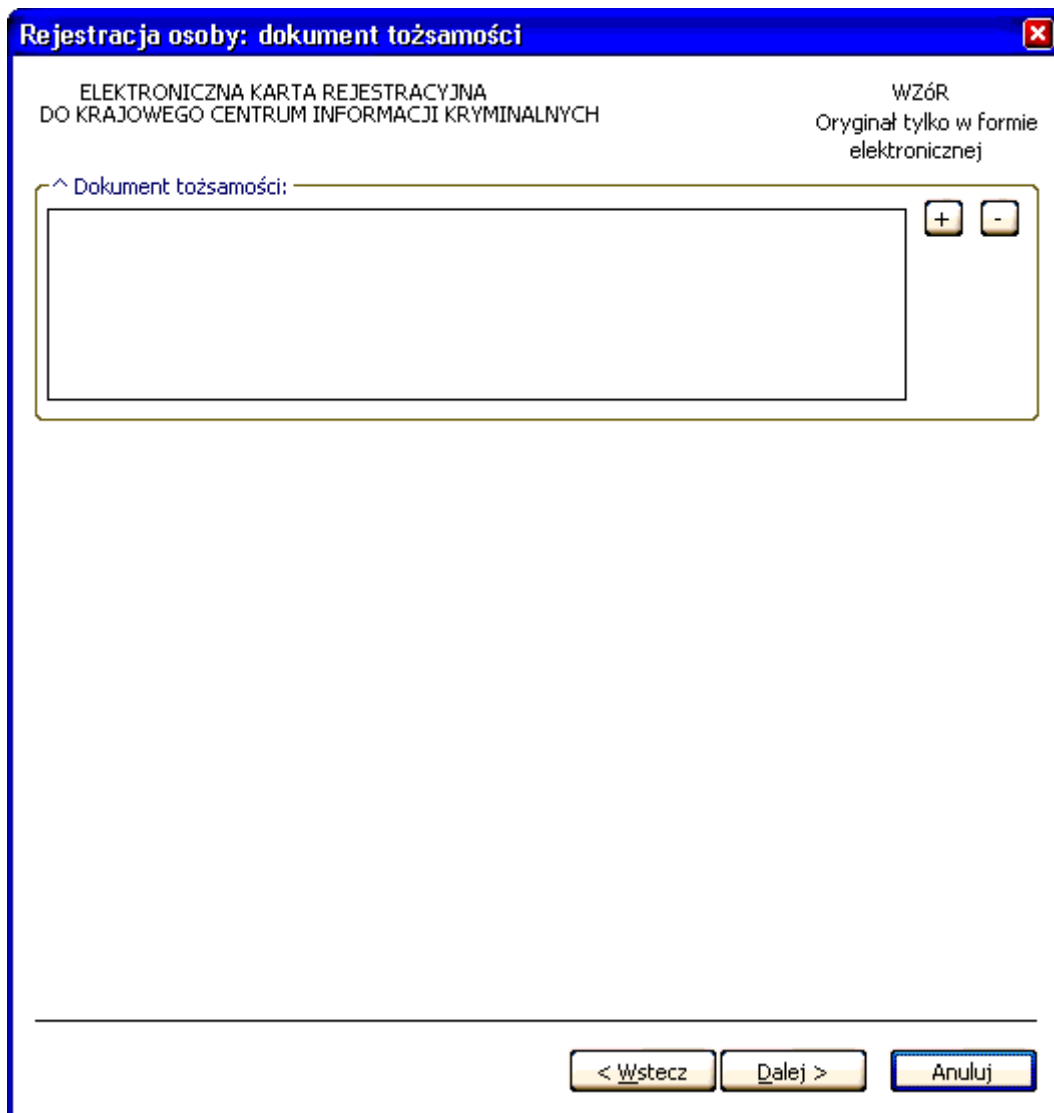 Rejestracja osoby: dokument tożsamości
ELEKTRONICZNA KARTA REJESTRACYJNA
DO KRAJOWEGO CENTRUM INFORMACJI KRYMINALNYCH
WZóR
Oryginał tylko w formie
elektronicznej
^ Dokument tożsamości:
+ -
< Wstecz Dalej > Anuluj